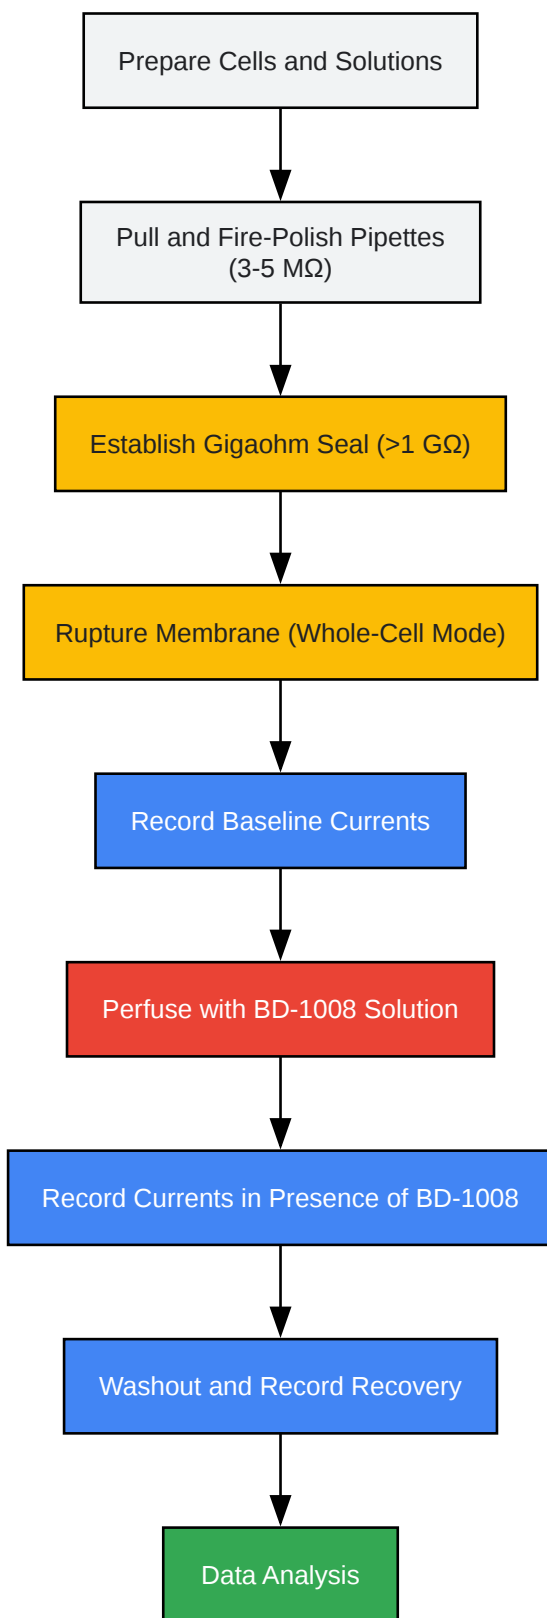 Prepare Cells and Solutions
Pull and Fire-Polish Pipettes
(3-5 MΩ)
Establish Gigaohm Seal (>1 GΩ)
Rupture Membrane (Whole-Cell Mode)
Record Baseline Currents
Perfuse with BD-1008 Solution
Record Currents in Presence of BD-1008
Washout and Record Recovery
Data Analysis